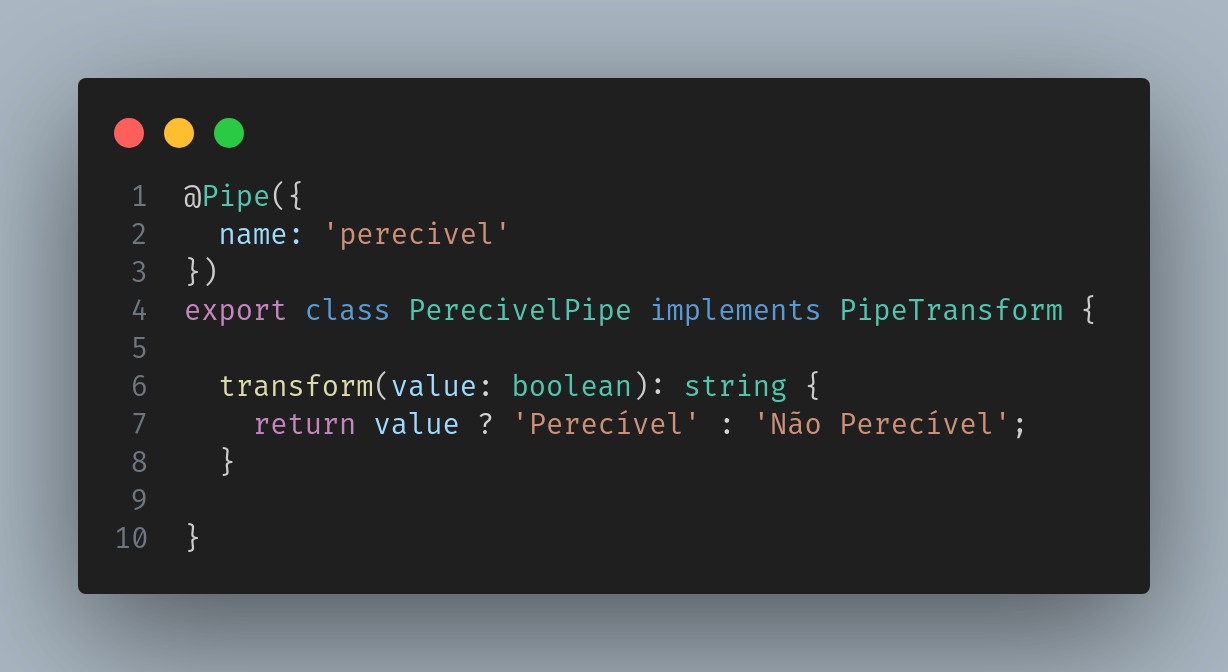 1 @Pipe({
2   name: 'perecivel'
3 })
4 export class PerecivelPipe implements PipeTransform {
5
6   transform(value: boolean): string {
7     return value ? 'Perecível' : 'Não Perecível';
8   }
9
10 }